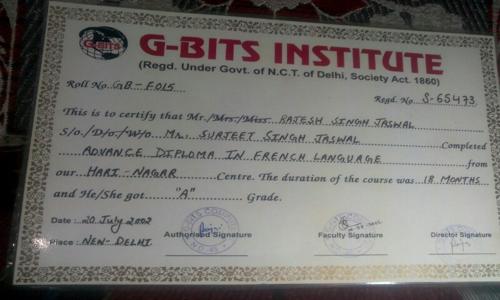 G-BITS
G-BITS INSTITUTE
(Regd. Under Govt. of N.C.T. of Delhi, Society Act. 1860)
Roll No. GB-F015
Regd. No. S-65473
This is to certify that Mr./Mrs./Miss. RAJESH SINGH JASWAL
S/o./D/o./W/o Mr. SURJEET SINGH JASWAL Completed
ADVANCE DIPLOMA IN FRENCH LANGUAGE from
our HARI-NAGAR Centre. The duration of the course was 18 MONTHS
and He/She got "A" Grade.
Date : 20 July 2002
Place : NEW-DELHI
Authorised Signature
Faculty Signature
Director Signature